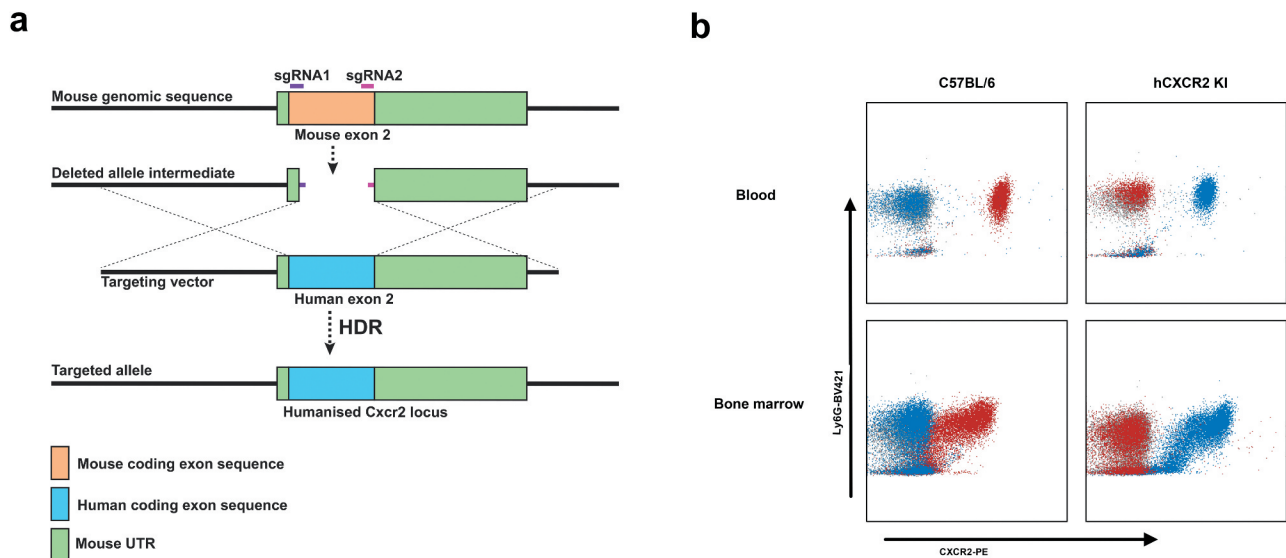 a
sgRNA1 sgRNA2
Mouse genomic sequence
Mouse exon 2
Deleted allele intermediate
Targeting vector
Human exon 2
HDR
Targeted allele
Humanised Cxcr2 locus
Mouse coding exon sequence
Human coding exon sequence
Mouse UTR
b
C57BL/6 hCXCR2 KI
Blood
Bone marrow
Ly6G-BV421
CXCR2-PE